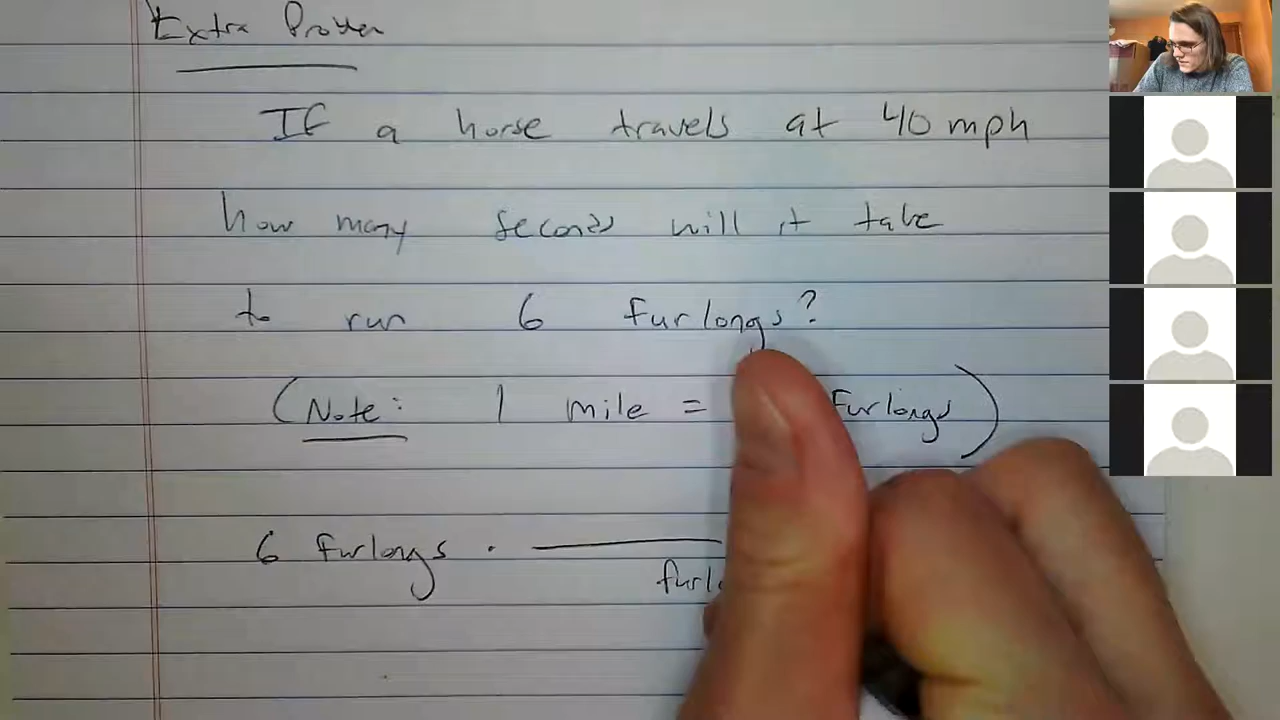 Extra Problem
If a horse travels at 40 mph
how many seconds will it take
to run 6 furlongs?
(Note: 1 mile = furlongs)
6 furlongs ·